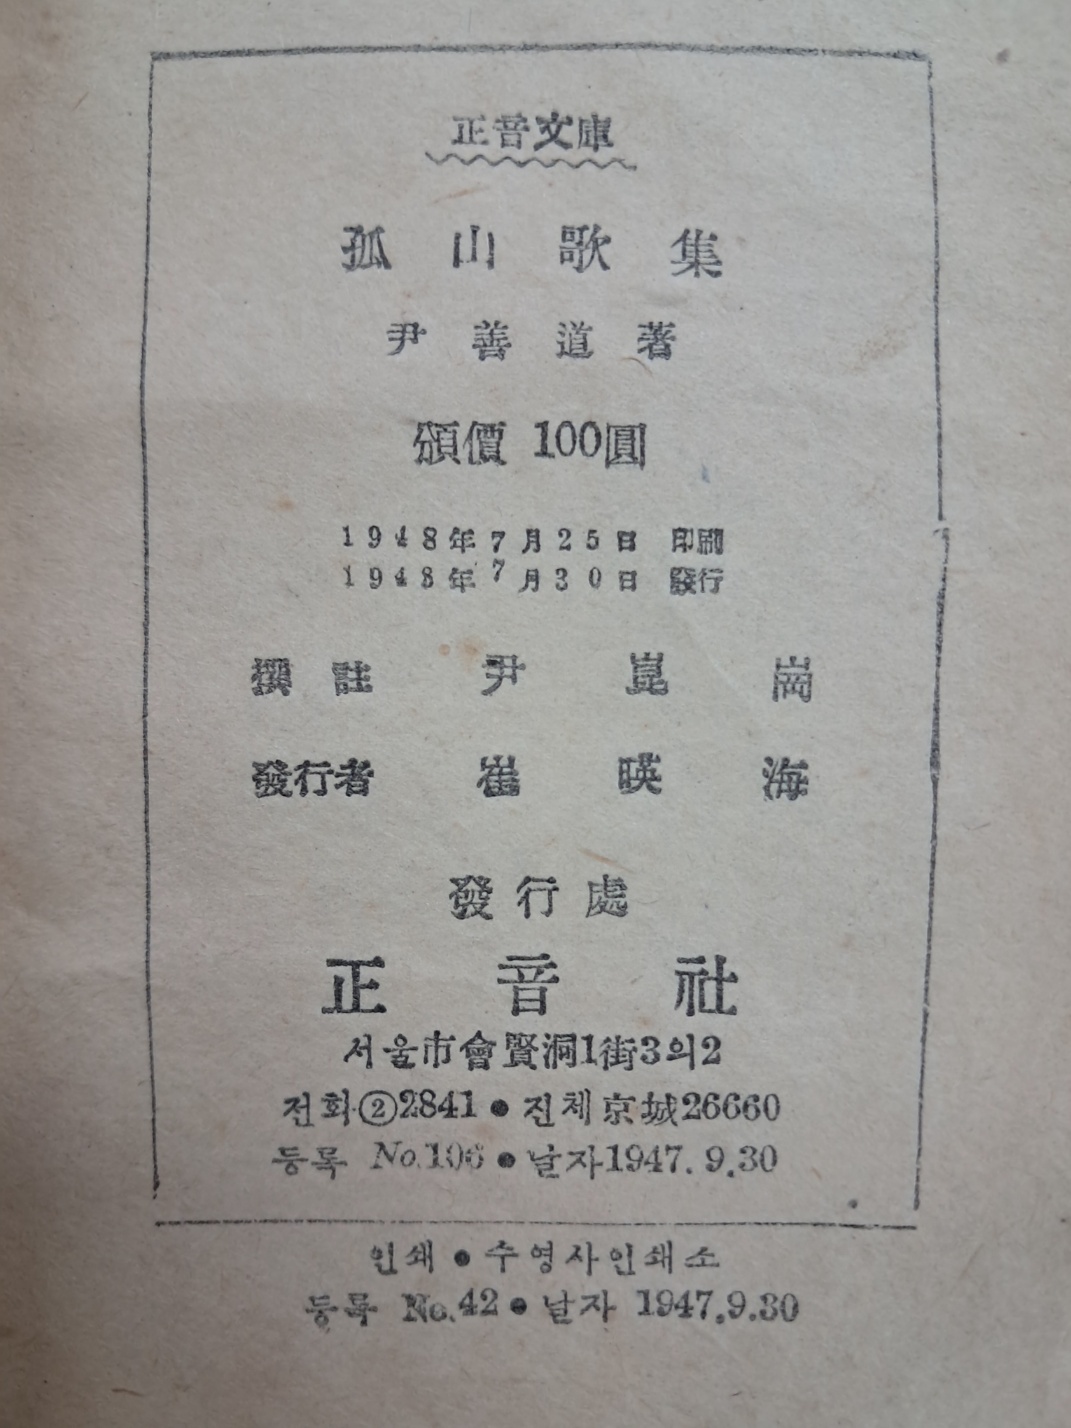 正音文庫
孤山歌集
尹善道著
頒價 100圓
1948年7月25日 印刷
1948年7月30日 發行
撰註 尹崑崗
發行者 崔暎海
發行處
正音社
서울市會賢洞1街3의2
전화②2841●진체京城26660
등록 No.106●날자1947.9.30
인쇄●수영사인쇄소
등록 No.42●날자 1947.9.30